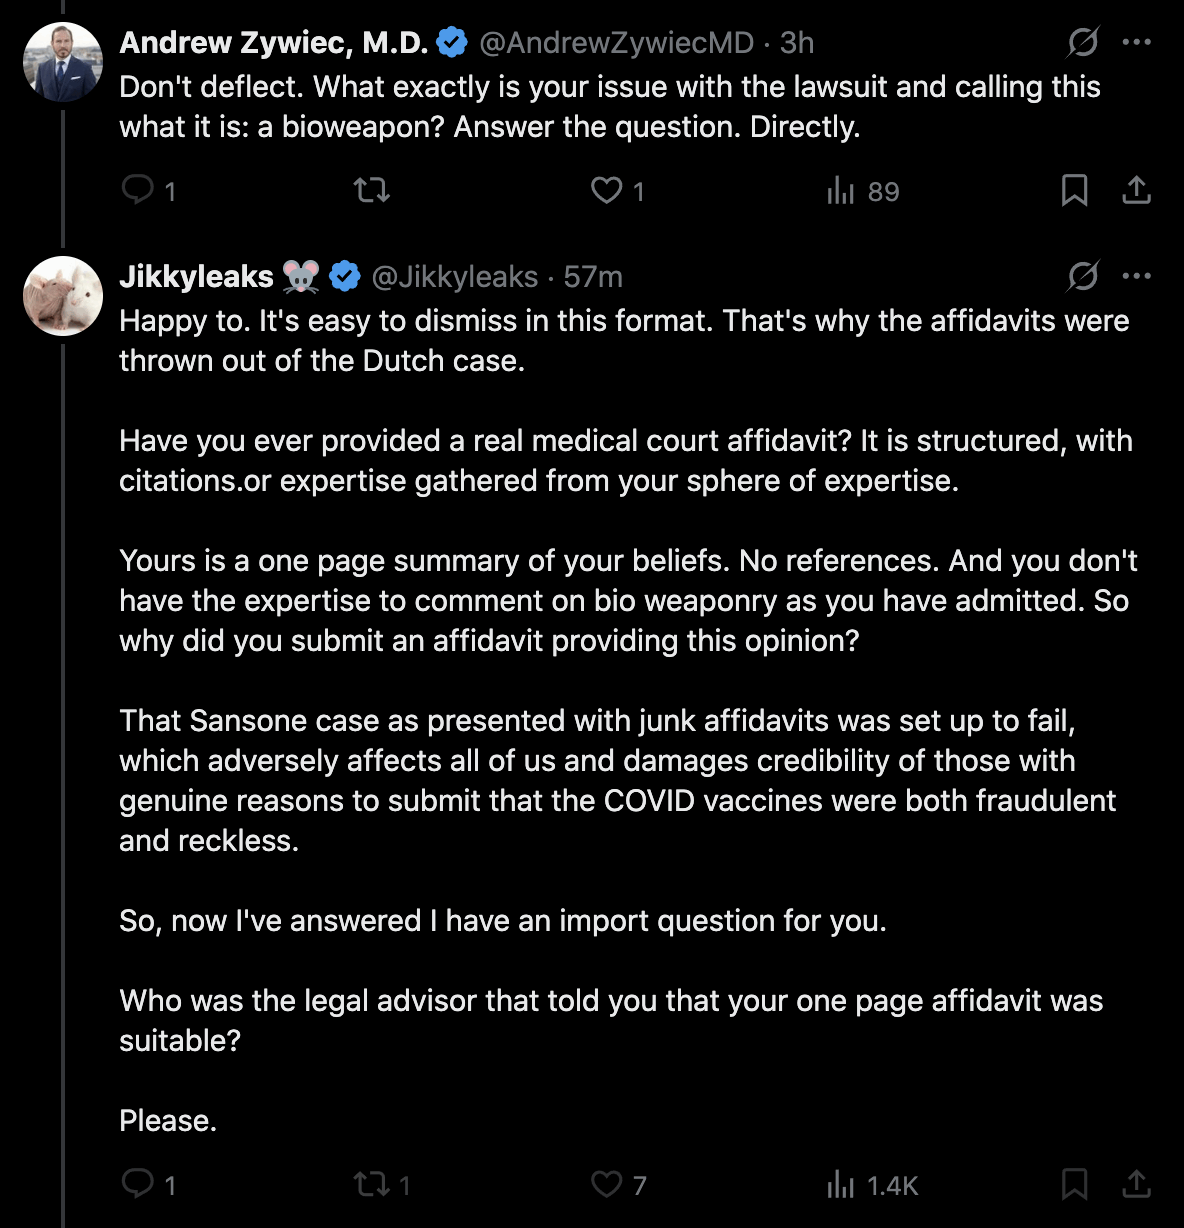 Andrew Zywiec, M.D. @AndrewZywiecMD · 3h
Don't deflect. What exactly is your issue with the lawsuit and calling this
what it is: a bioweapon? Answer the question. Directly.
1 1 89
Jikkyleaks 🐭 @Jikkyleaks · 57m
Happy to. It's easy to dismiss in this format. That's why the affidavits were
thrown out of the Dutch case.
Have you ever provided a real medical court affidavit? It is structured, with
citations.or expertise gathered from your sphere of expertise.
Yours is a one page summary of your beliefs. No references. And you don't
have the expertise to comment on bio weaponry as you have admitted. So
why did you submit an affidavit providing this opinion?
That Sansone case as presented with junk affidavits was set up to fail,
which adversely affects all of us and damages credibility of those with
genuine reasons to submit that the COVID vaccines were both fraudulent
and reckless.
So, now I've answered I have an import question for you.
Who was the legal advisor that told you that your one page affidavit was
suitable?
Please.
1 1 7 1.4K